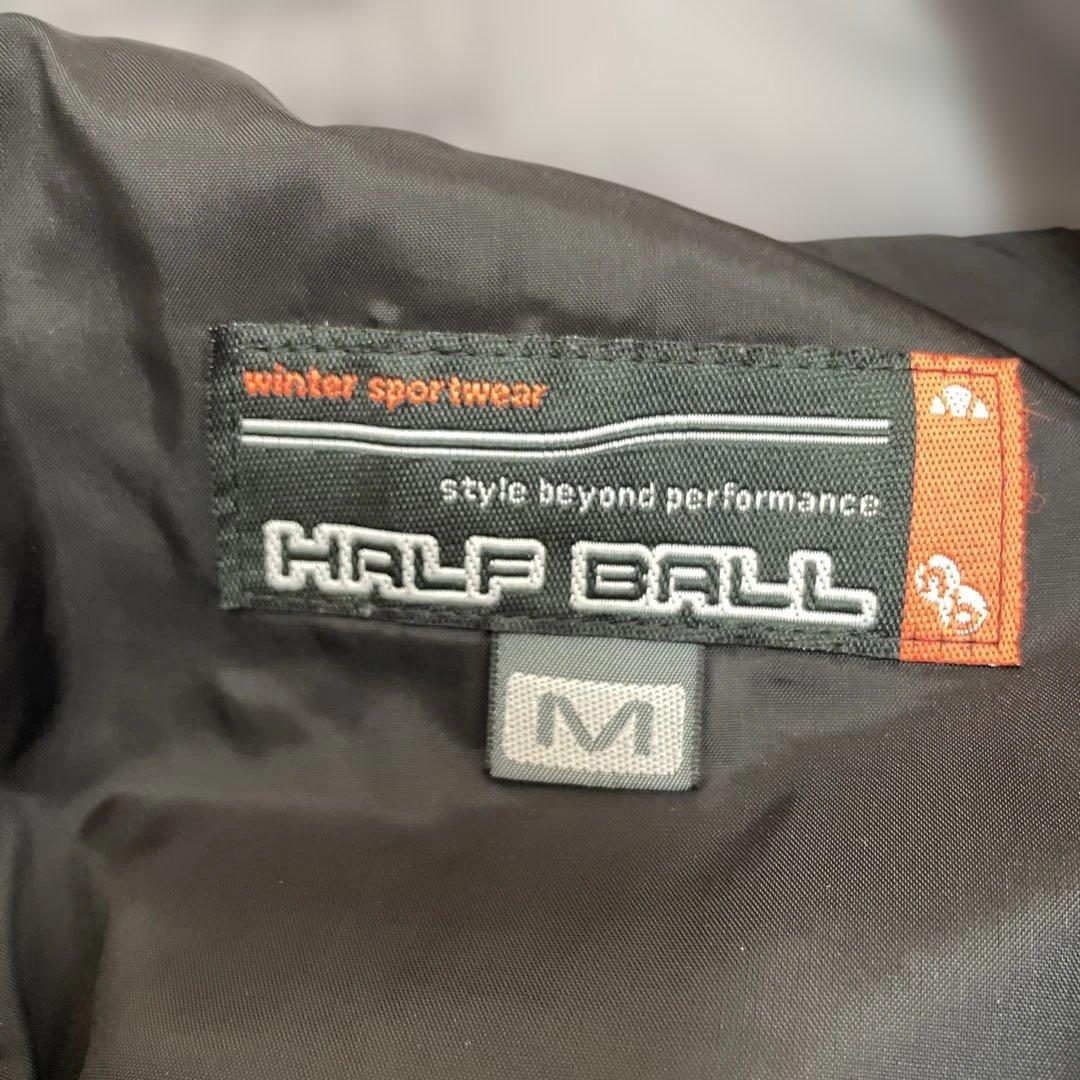 winter sportwear
style beyond performance
HALF BALL
M